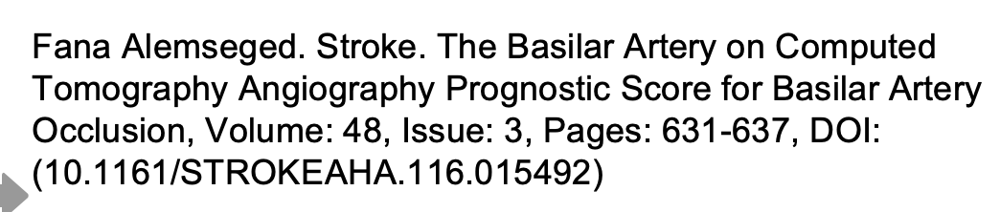 Fana Alemseged. Stroke. The Basilar Artery on Computed
Tomography Angiography Prognostic Score for Basilar Artery
Occlusion, Volume: 48, Issue: 3, Pages: 631-637, DOI:
(10.1161/STROKEAHA.116.015492)